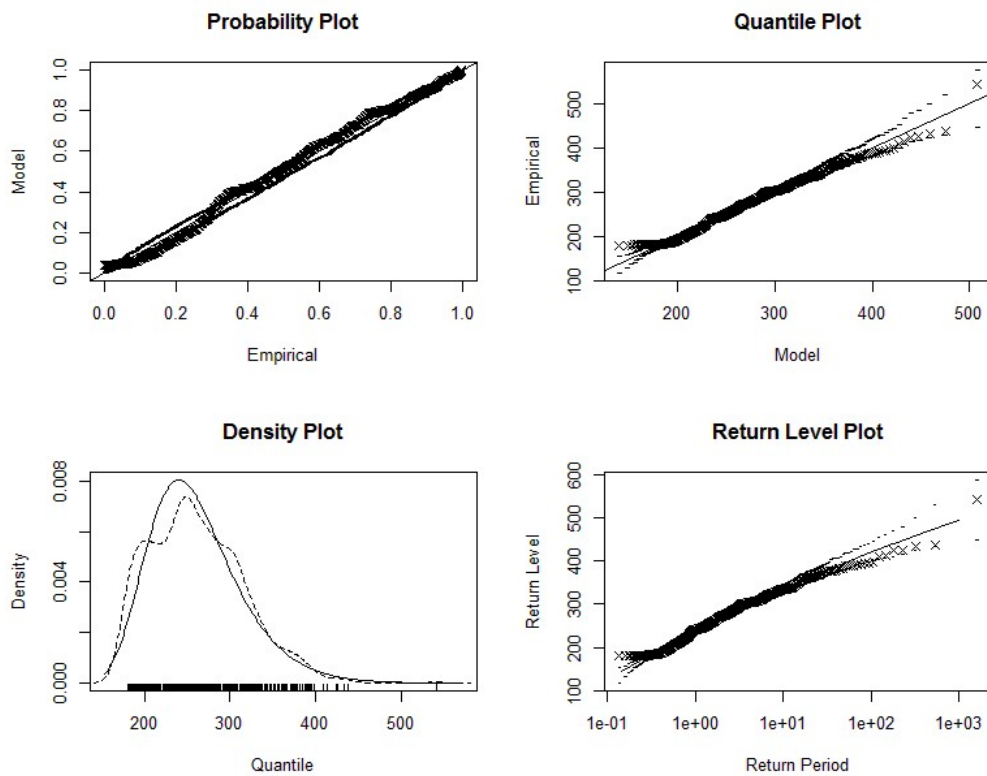 Probability Plot
Model
0.0 0.2 0.4 0.6 0.8 1.0
0.0 0.2 0.4 0.6 0.8 1.0
Empirical
Quantile Plot
Empirical
100 200 300 400 500
200 300 400 500
Model
Density Plot
Density
0.000 0.004 0.008
200 300 400 500
Quantile
Return Level Plot
Return Level
100 200 300 400 500 600
1e-01 1e+00 1e+01 1e+02 1e+03
Return Period